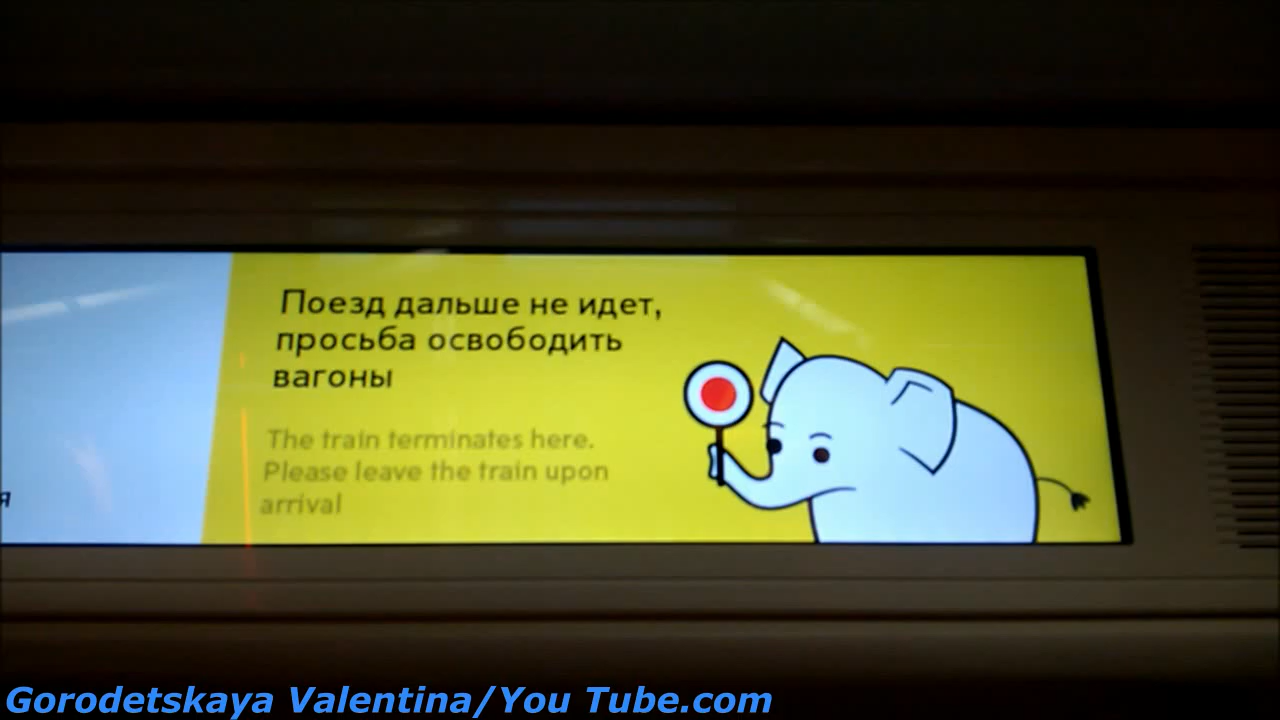 Поезд дальше не идет,
просьба освободить
вагоны
The train terminates here.
Please leave the train upon
arrival
я
Gorodetskaya Valentina/You Tube.com